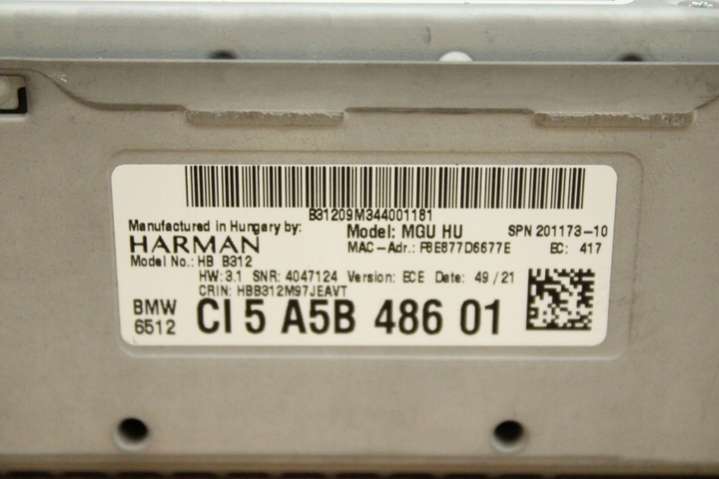 B31209M344001181
Manufactured in Hungary by:
HARMAN
Model: MGU HU
SPN 201173-10
MAC-Adr.: F8E877D6677E
EC: 417
Model No.: HB B312
HW: 3.1 SNR: 4047124 Version: ECE Date: 49/21
CRIN: HBB312M97JEAVT
BMW
6512
CI 5 A5B 486 01